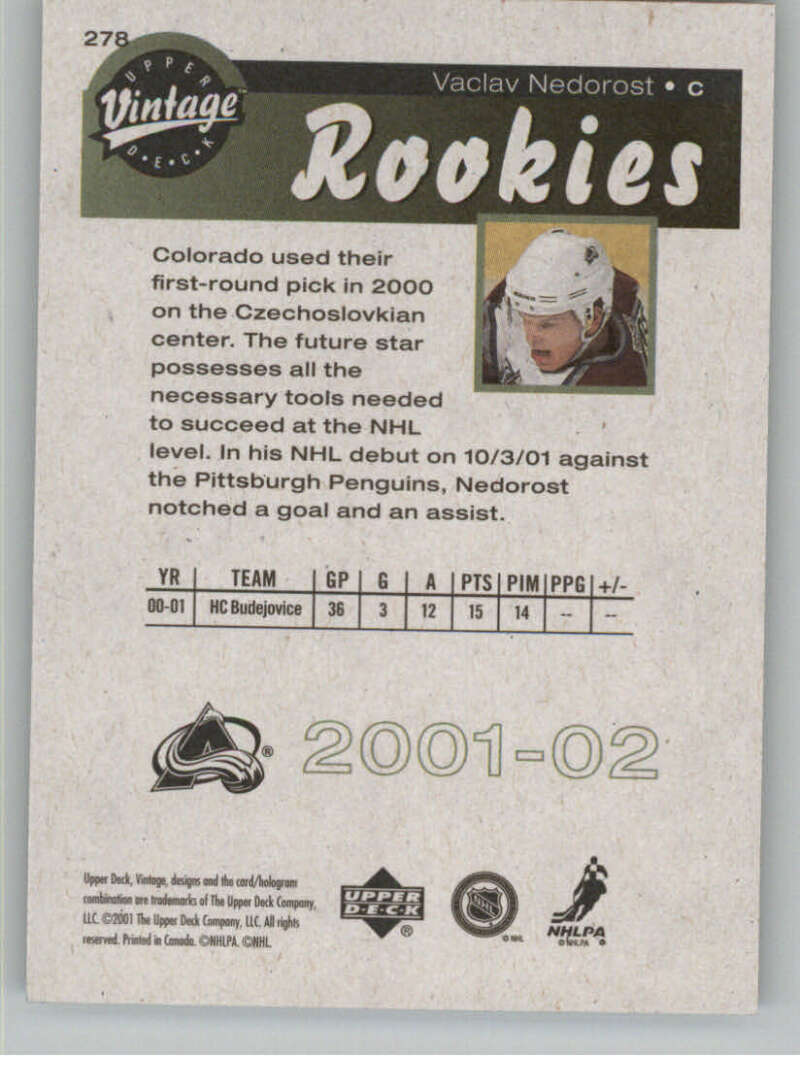 278
UPPER
Vintage™
D·E·C·K
Vaclav Nedorost • C
Rookies
Colorado used their
first-round pick in 2000
on the Czechoslovkian
center. The future star
possesses all the
necessary tools needed
to succeed at the NHL
level. In his NHL debut on 10/3/01 against
the Pittsburgh Penguins, Nedorost
notched a goal and an assist.
YR TEAM GP G A PTS PIM PPG +/-
00-01 HC Budejovice 36 3 12 15 14 -- --
A ®
2001-02
Upper Deck, Vintage, designs and the card/hologram
combination are trademarks of The Upper Deck Company,
LLC. ©2001 The Upper Deck Company, LLC. All rights
reserved. Printed in Canada. ©NHLPA. ©NHL.
UPPER
D·E·C·K
®
NHL
© NHL
NHLPA
© NHLPA ®